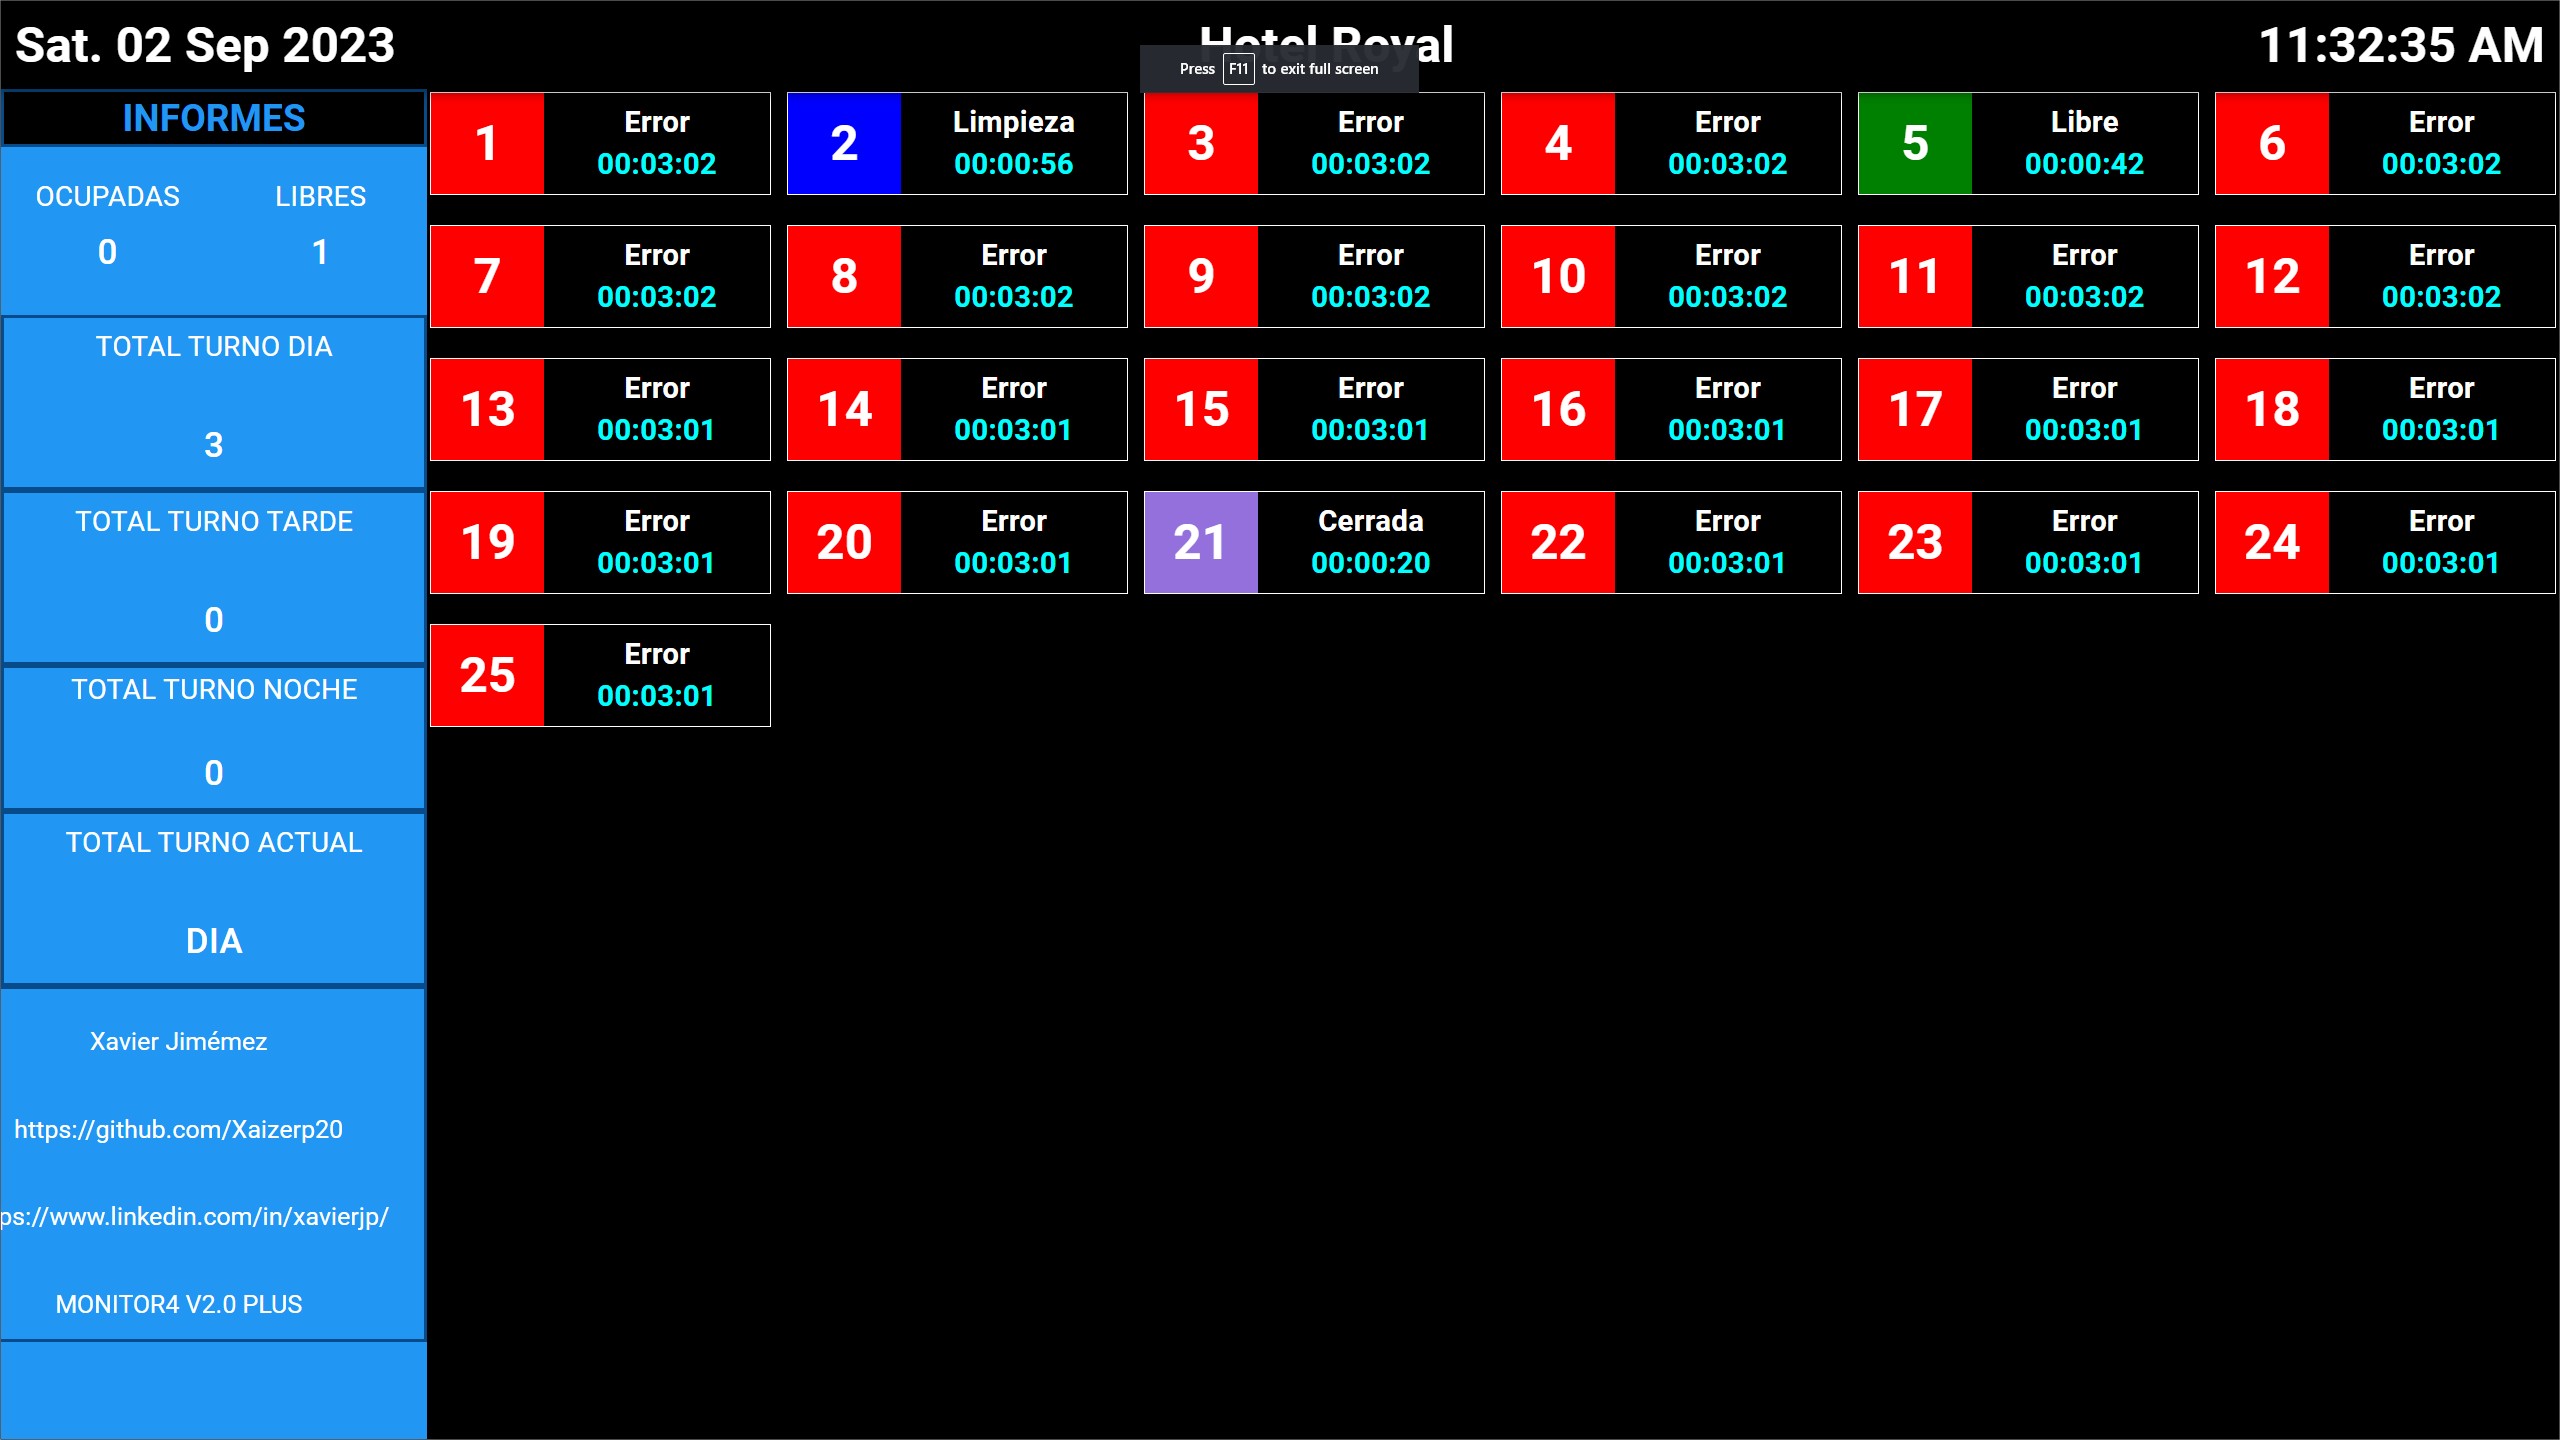 Sat. 02 Sep 2023
Hotel Royal
11:32:35 AM
Press F11 to exit full screen
INFORMES
OCUPADAS LIBRES
0 1
TOTAL TURNO DIA
3
TOTAL TURNO TARDE
0
TOTAL TURNO NOCHE
0
TOTAL TURNO ACTUAL
DIA
Xavier Jimémez
https://github.com/Xaizerp20
ps://www.linkedin.com/in/xavierjp/
MONITOR4 V2.0 PLUS
1
Error
00:03:02
2
Limpieza
00:00:56
3
Error
00:03:02
4
Error
00:03:02
5
Libre
00:00:42
6
Error
00:03:02
7
Error
00:03:02
8
Error
00:03:02
9
Error
00:03:02
10
Error
00:03:02
11
Error
00:03:02
12
Error
00:03:02
13
Error
00:03:01
14
Error
00:03:01
15
Error
00:03:01
16
Error
00:03:01
17
Error
00:03:01
18
Error
00:03:01
19
Error
00:03:01
20
Error
00:03:01
21
Cerrada
00:00:20
22
Error
00:03:01
23
Error
00:03:01
24
Error
00:03:01
25
Error
00:03:01